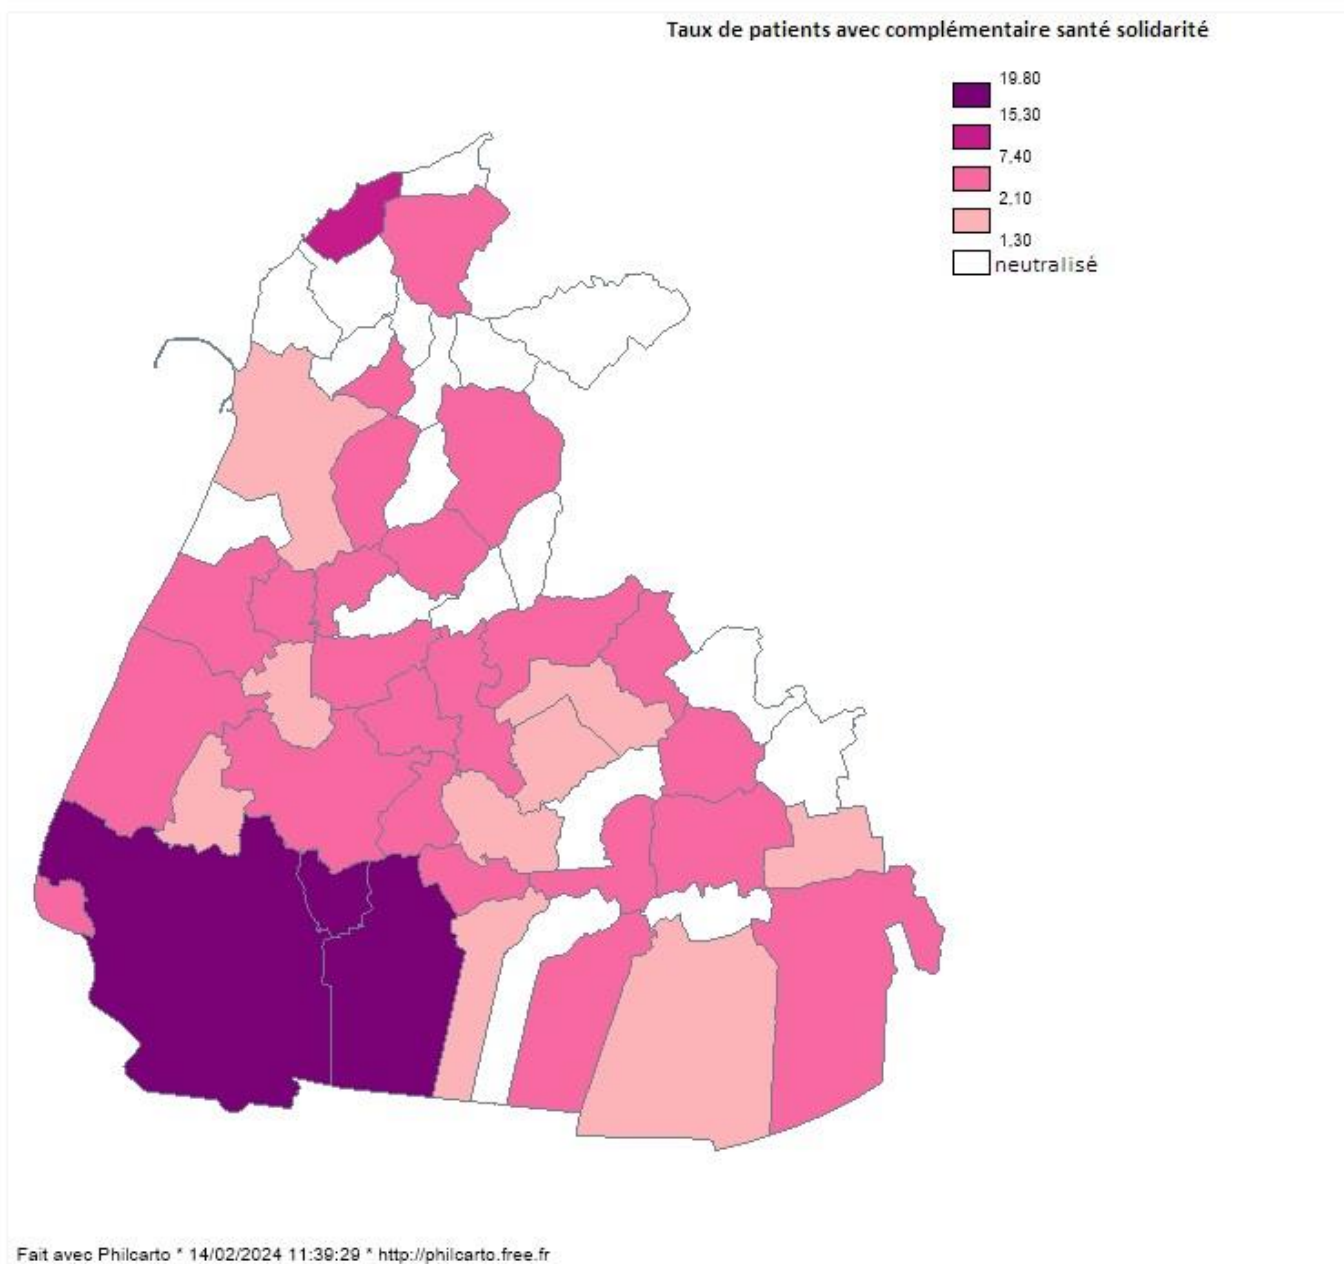 Taux de patients avec complémentaire santé solidarité
19.80
15,30
7,40
2,10
1,30
neutralisé
Fait avec Philcarto * 14/02/2024 11:39:29 * http://philcarto.free.fr